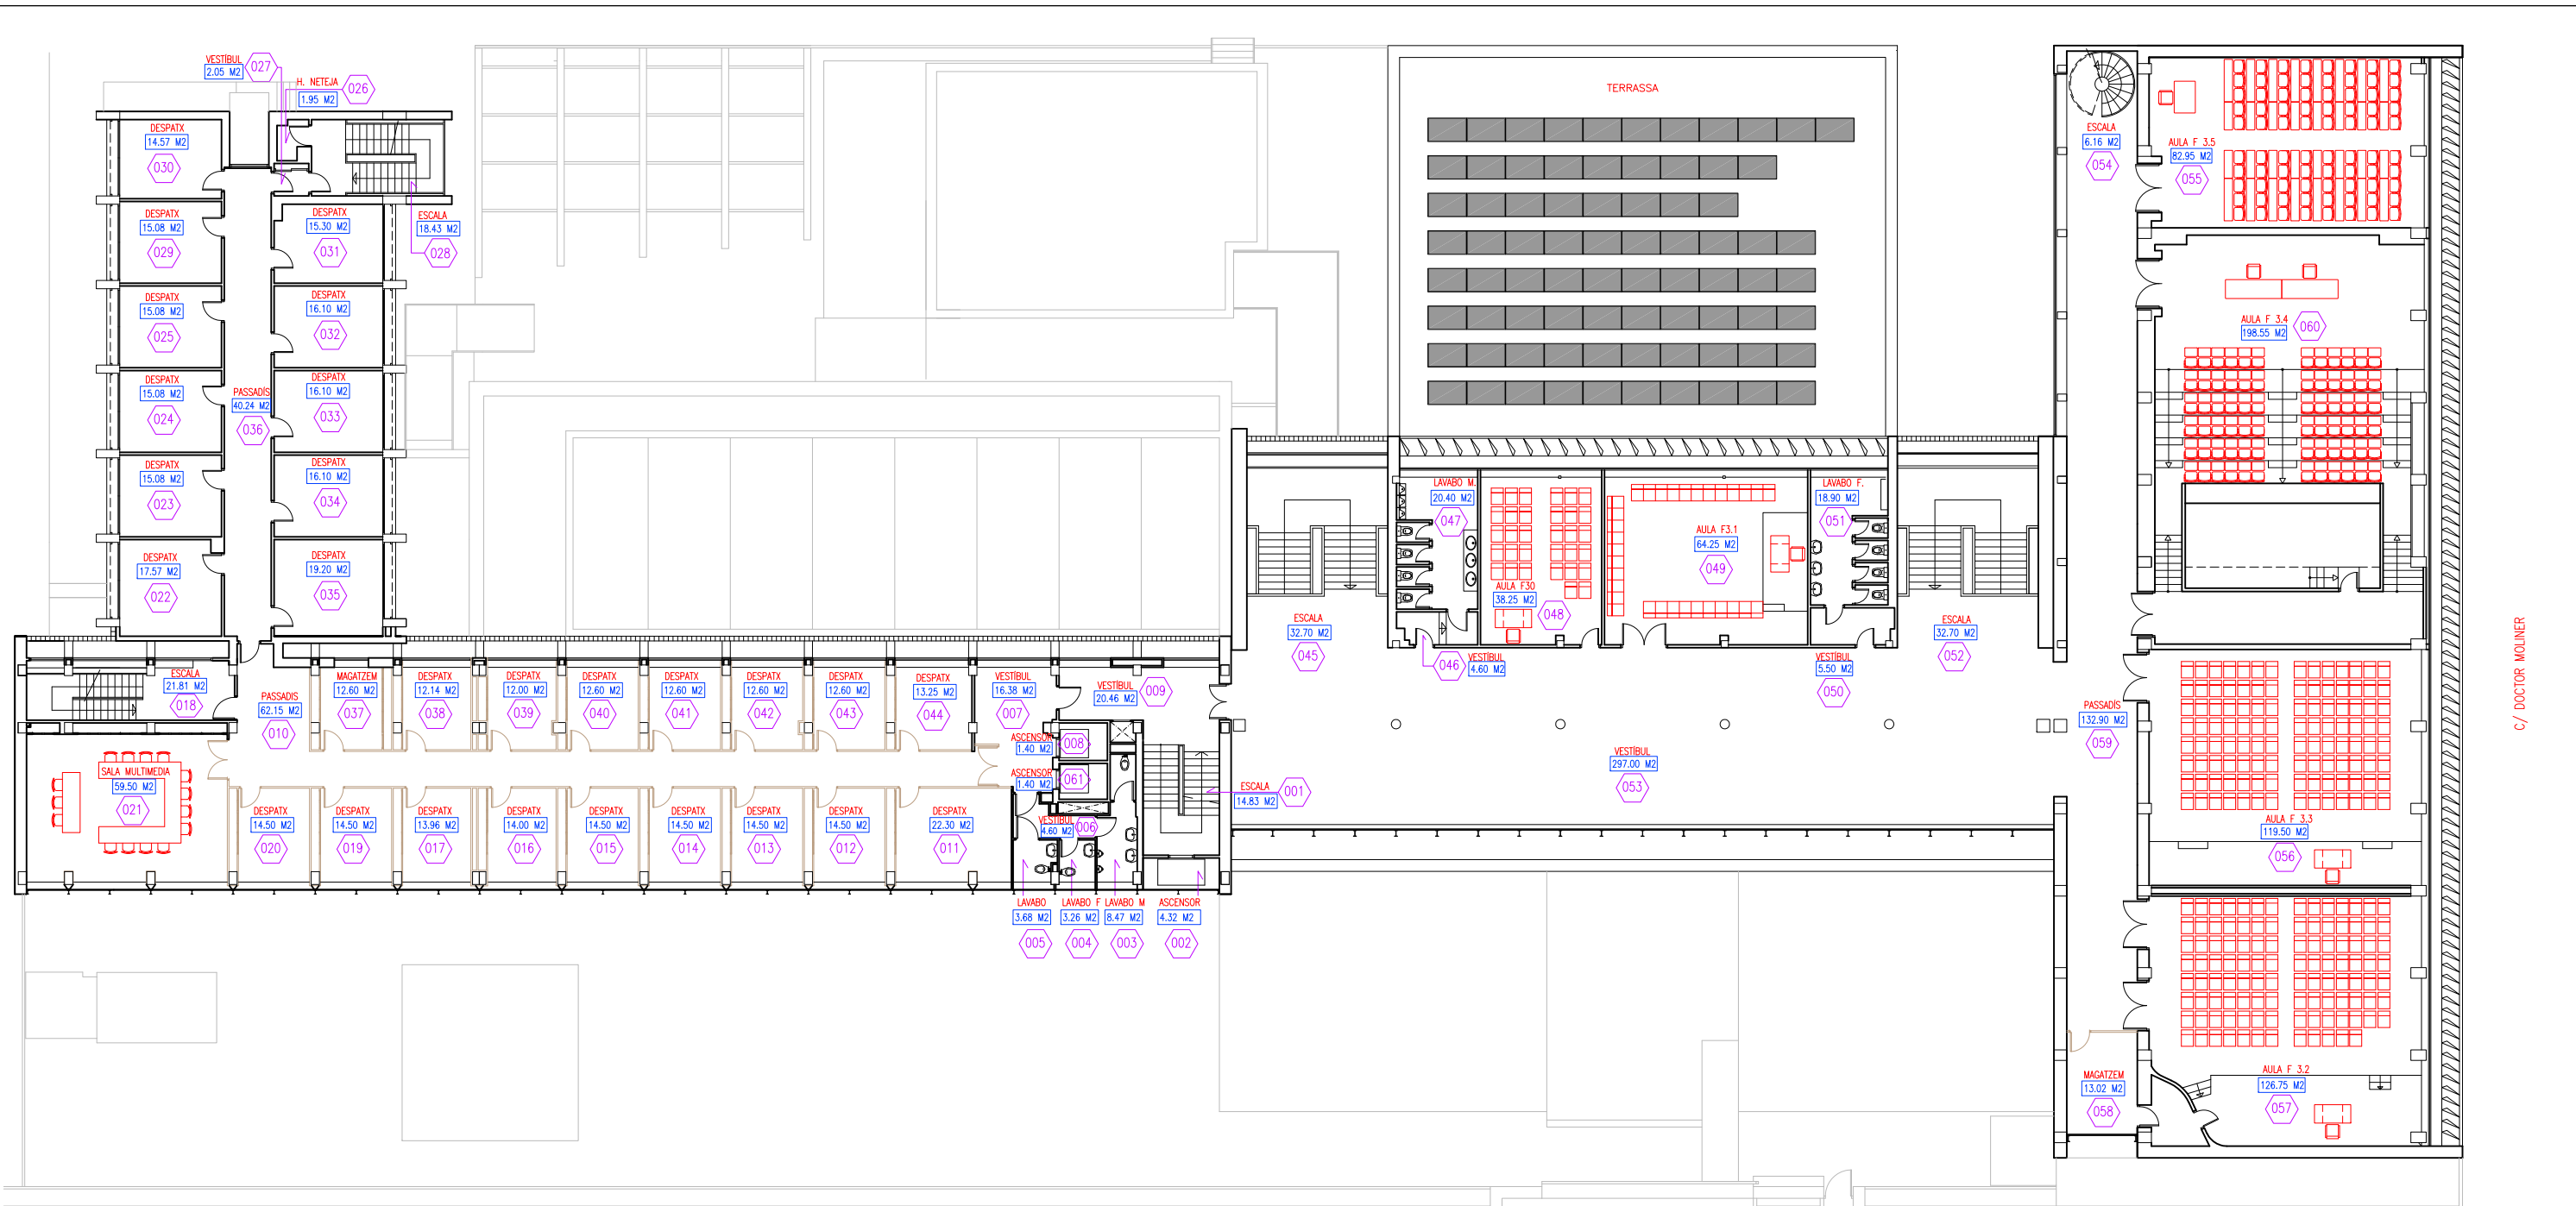 VESTÍBUL
2.05 M2
027
H. NETEJA
1.95 M2
026
DESPATX
14.57 M2
030
DESPATX
15.08 M2
029
DESPATX
15.30 M2
031
ESCALA
18.43 M2
028
DESPATX
15.08 M2
025
DESPATX
16.10 M2
032
DESPATX
15.08 M2
024
PASSADÍS
40.24 M2
036
DESPATX
16.10 M2
033
DESPATX
15.08 M2
023
DESPATX
16.10 M2
034
DESPATX
17.57 M2
022
DESPATX
19.20 M2
035
ESCALA
21.81 M2
018
PASSADIS
62.15 M2
010
MAGATZEM
12.60 M2
037
DESPATX
12.14 M2
038
DESPATX
12.00 M2
039
DESPATX
12.60 M2
040
DESPATX
12.60 M2
041
DESPATX
12.60 M2
042
DESPATX
12.60 M2
043
DESPATX
13.25 M2
044
VESTÍBUL
16.38 M2
007
VESTÍBUL
20.46 M2
009
ASCENSOR
1.40 M2
008
ASCENSOR
1.40 M2
061
SALA MULTIMEDIA
59.50 M2
021
DESPATX
14.50 M2
020
DESPATX
14.50 M2
019
DESPATX
13.96 M2
017
DESPATX
14.00 M2
016
DESPATX
14.50 M2
015
DESPATX
14.50 M2
014
DESPATX
14.50 M2
013
DESPATX
14.50 M2
012
DESPATX
22.30 M2
011
VESTÍBUL
4.60 M2
006
ESCALA
14.83 M2
001
LAVABO
3.68 M2
005
LAVABO F
3.26 M2
004
LAVABO M
8.47 M2
003
ASCENSOR
4.32 M2
002
TERRASSA
LAVABO M.
20.40 M2
047
AULA F30
38.25 M2
048
AULA F3.1
64.25 M2
049
LAVABO F.
18.90 M2
051
ESCALA
32.70 M2
045
046
VESTÍBUL
4.60 M2
VESTÍBUL
5.50 M2
050
ESCALA
32.70 M2
052
VESTÍBUL
297.00 M2
053
ESCALA
6.16 M2
054
AULA F 3.5
82.95 M2
055
AULA F 3.4
198.55 M2
060
PASSADÍS
132.90 M2
059
AULA F 3.3
119.50 M2
056
AULA F 3.2
126.75 M2
057
MAGATZEM
13.02 M2
058
C/ DOCTOR MOLINER